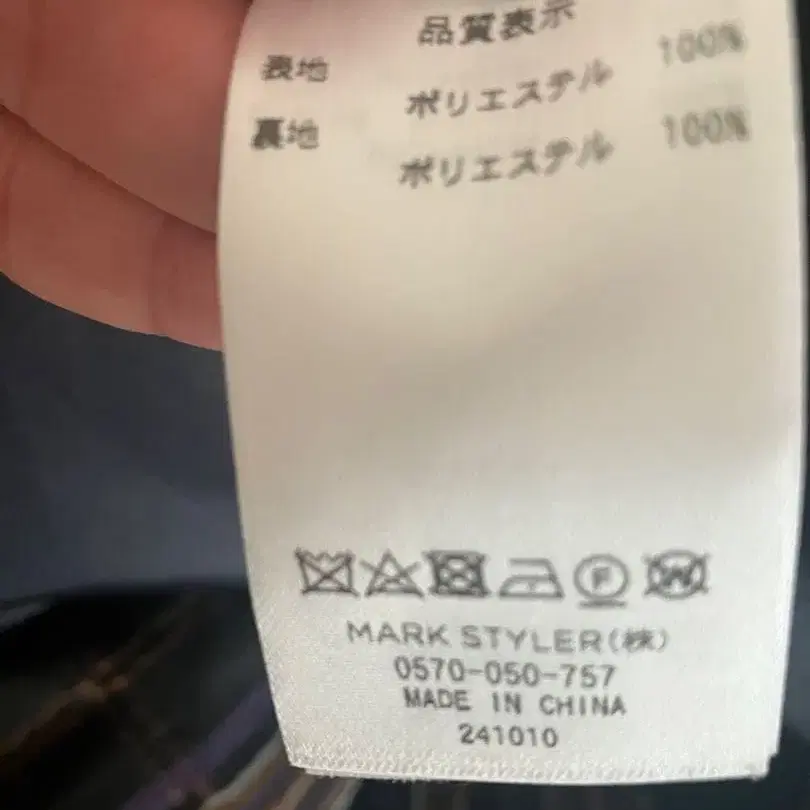 品質表示
表地 ポリエステル 100%
裏地 ポリエステル 100%
F W
MARK STYLER(株)
0570-050-757
MADE IN CHINA
241010